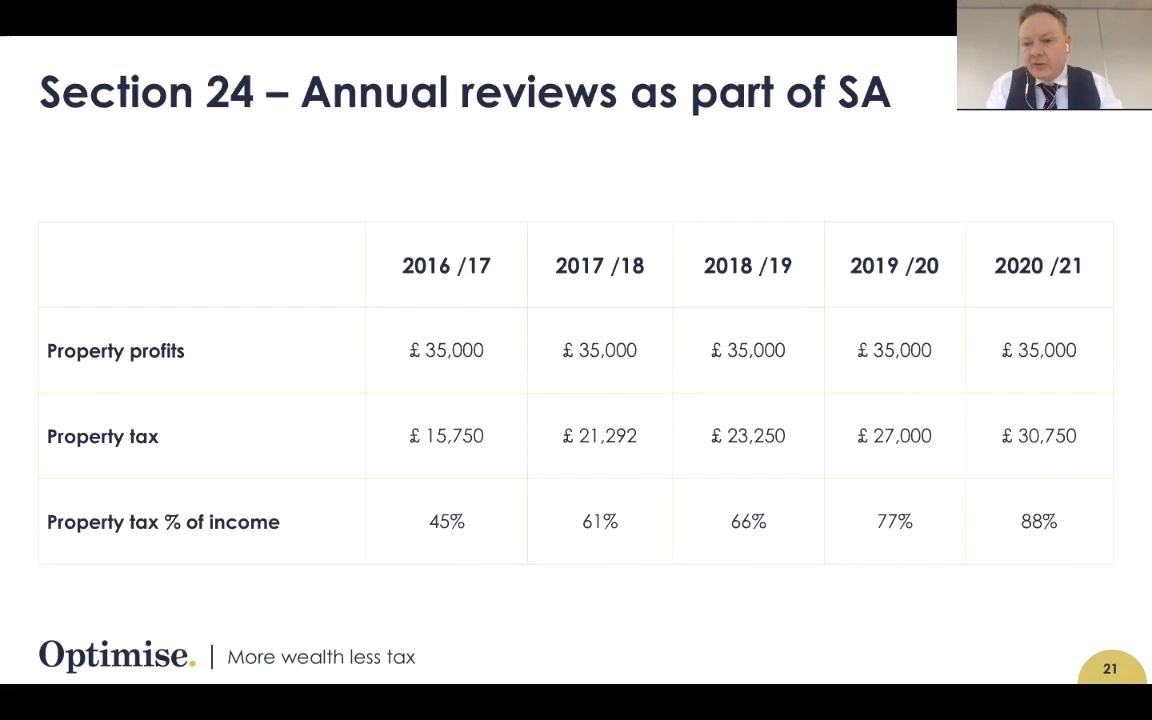 Section 24 – Annual reviews as part of SA
2016 /17 2017 /18 2018 /19 2019 /20 2020 /21
Property profits £ 35,000 £ 35,000 £ 35,000 £ 35,000 £ 35,000
Property tax £ 15,750 £ 21,292 £ 23,250 £ 27,000 £ 30,750
Property tax % of income 45% 61% 66% 77% 88%
Optimise. | More wealth less tax
21